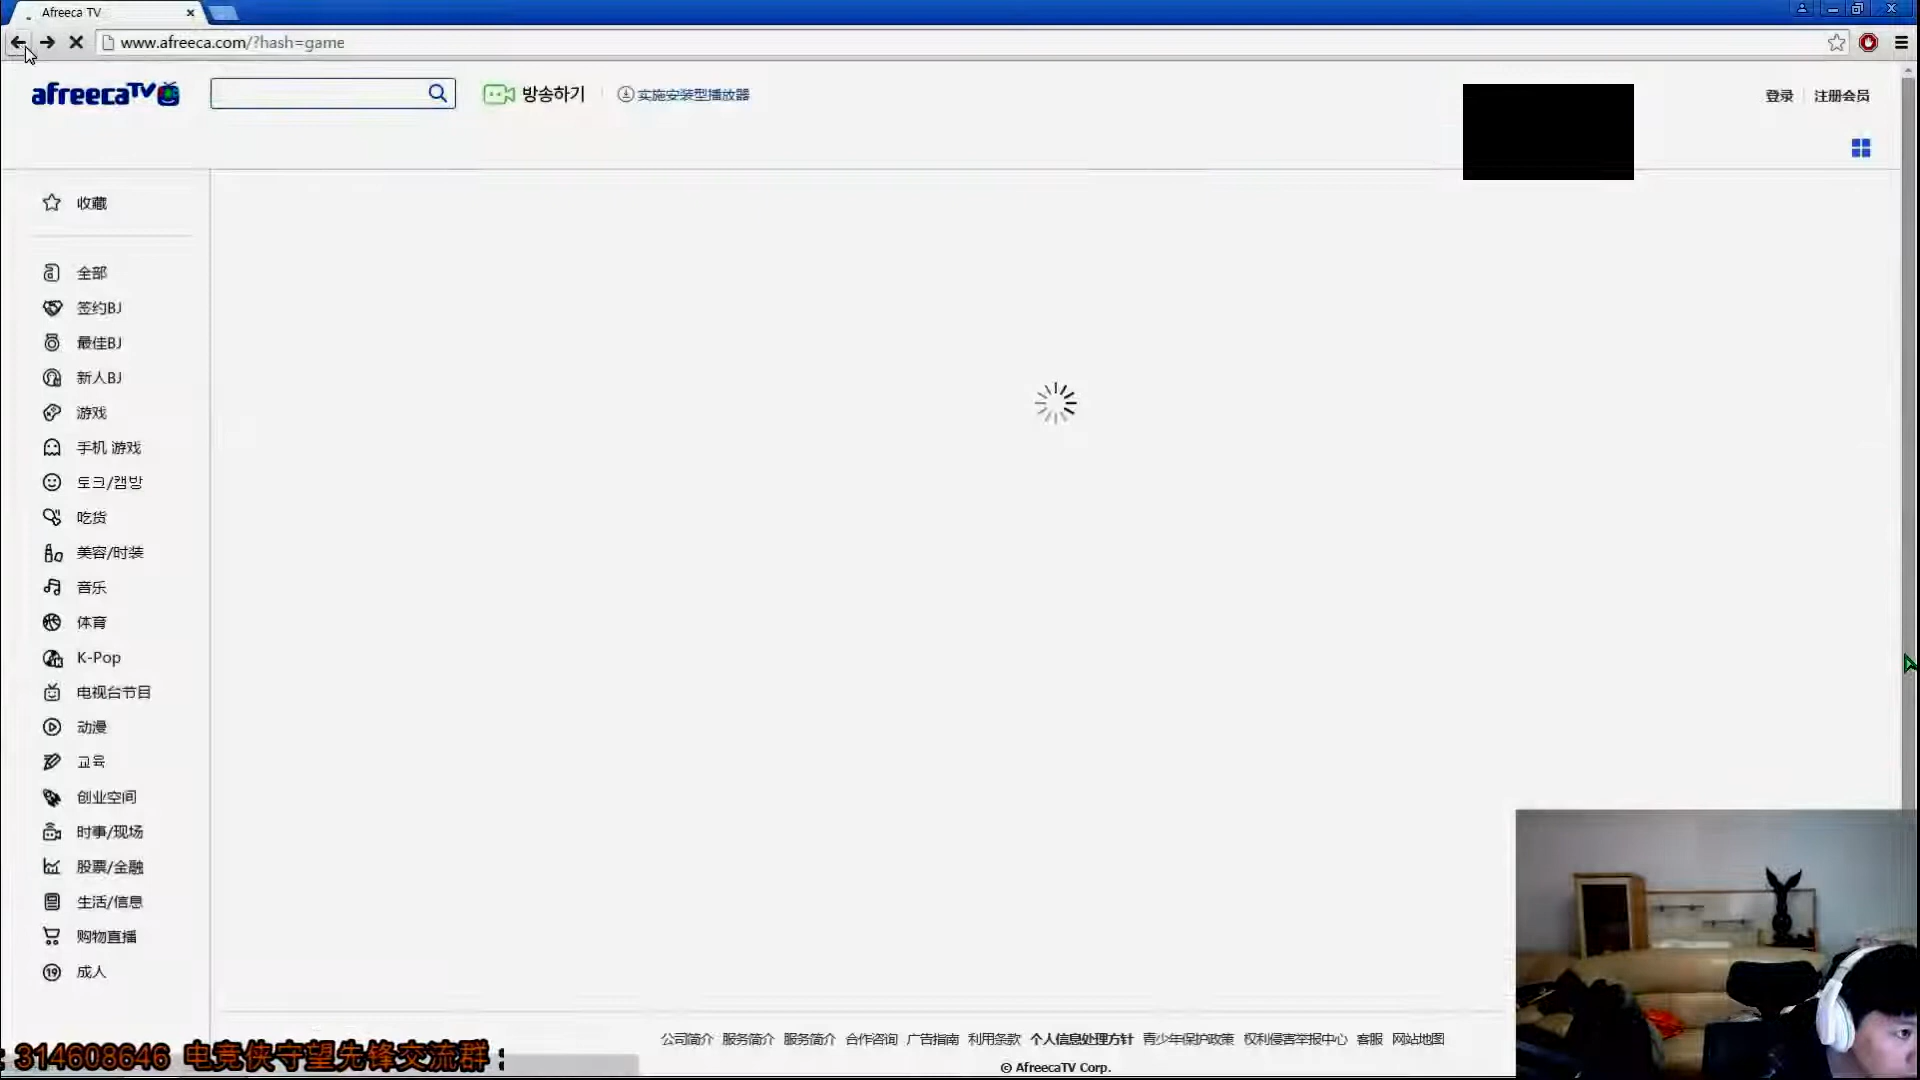 Afreeca TV
www.afreeca.com/?hash=game
afreecaTV
방송하기
实施安装型播放器
登录
注册会员
收藏
全部
签约BJ
最佳BJ
新人BJ
游戏
手机 游戏
토크/캠방
吃货
美容/时装
音乐
体育
K-Pop
电视台节目
动漫
교육
创业空间
时事/现场
股票/金融
生活/信息
购物直播
19 成人
公司简介 服务简介 服务简介 合作咨询 广告指南 利用条款 个人信息处理方针 青少年保护政策 权利侵害举报中心 客服 网站地图
© AfreecaTV Corp.
: 314608646 电竞侠守望先锋交流群 :